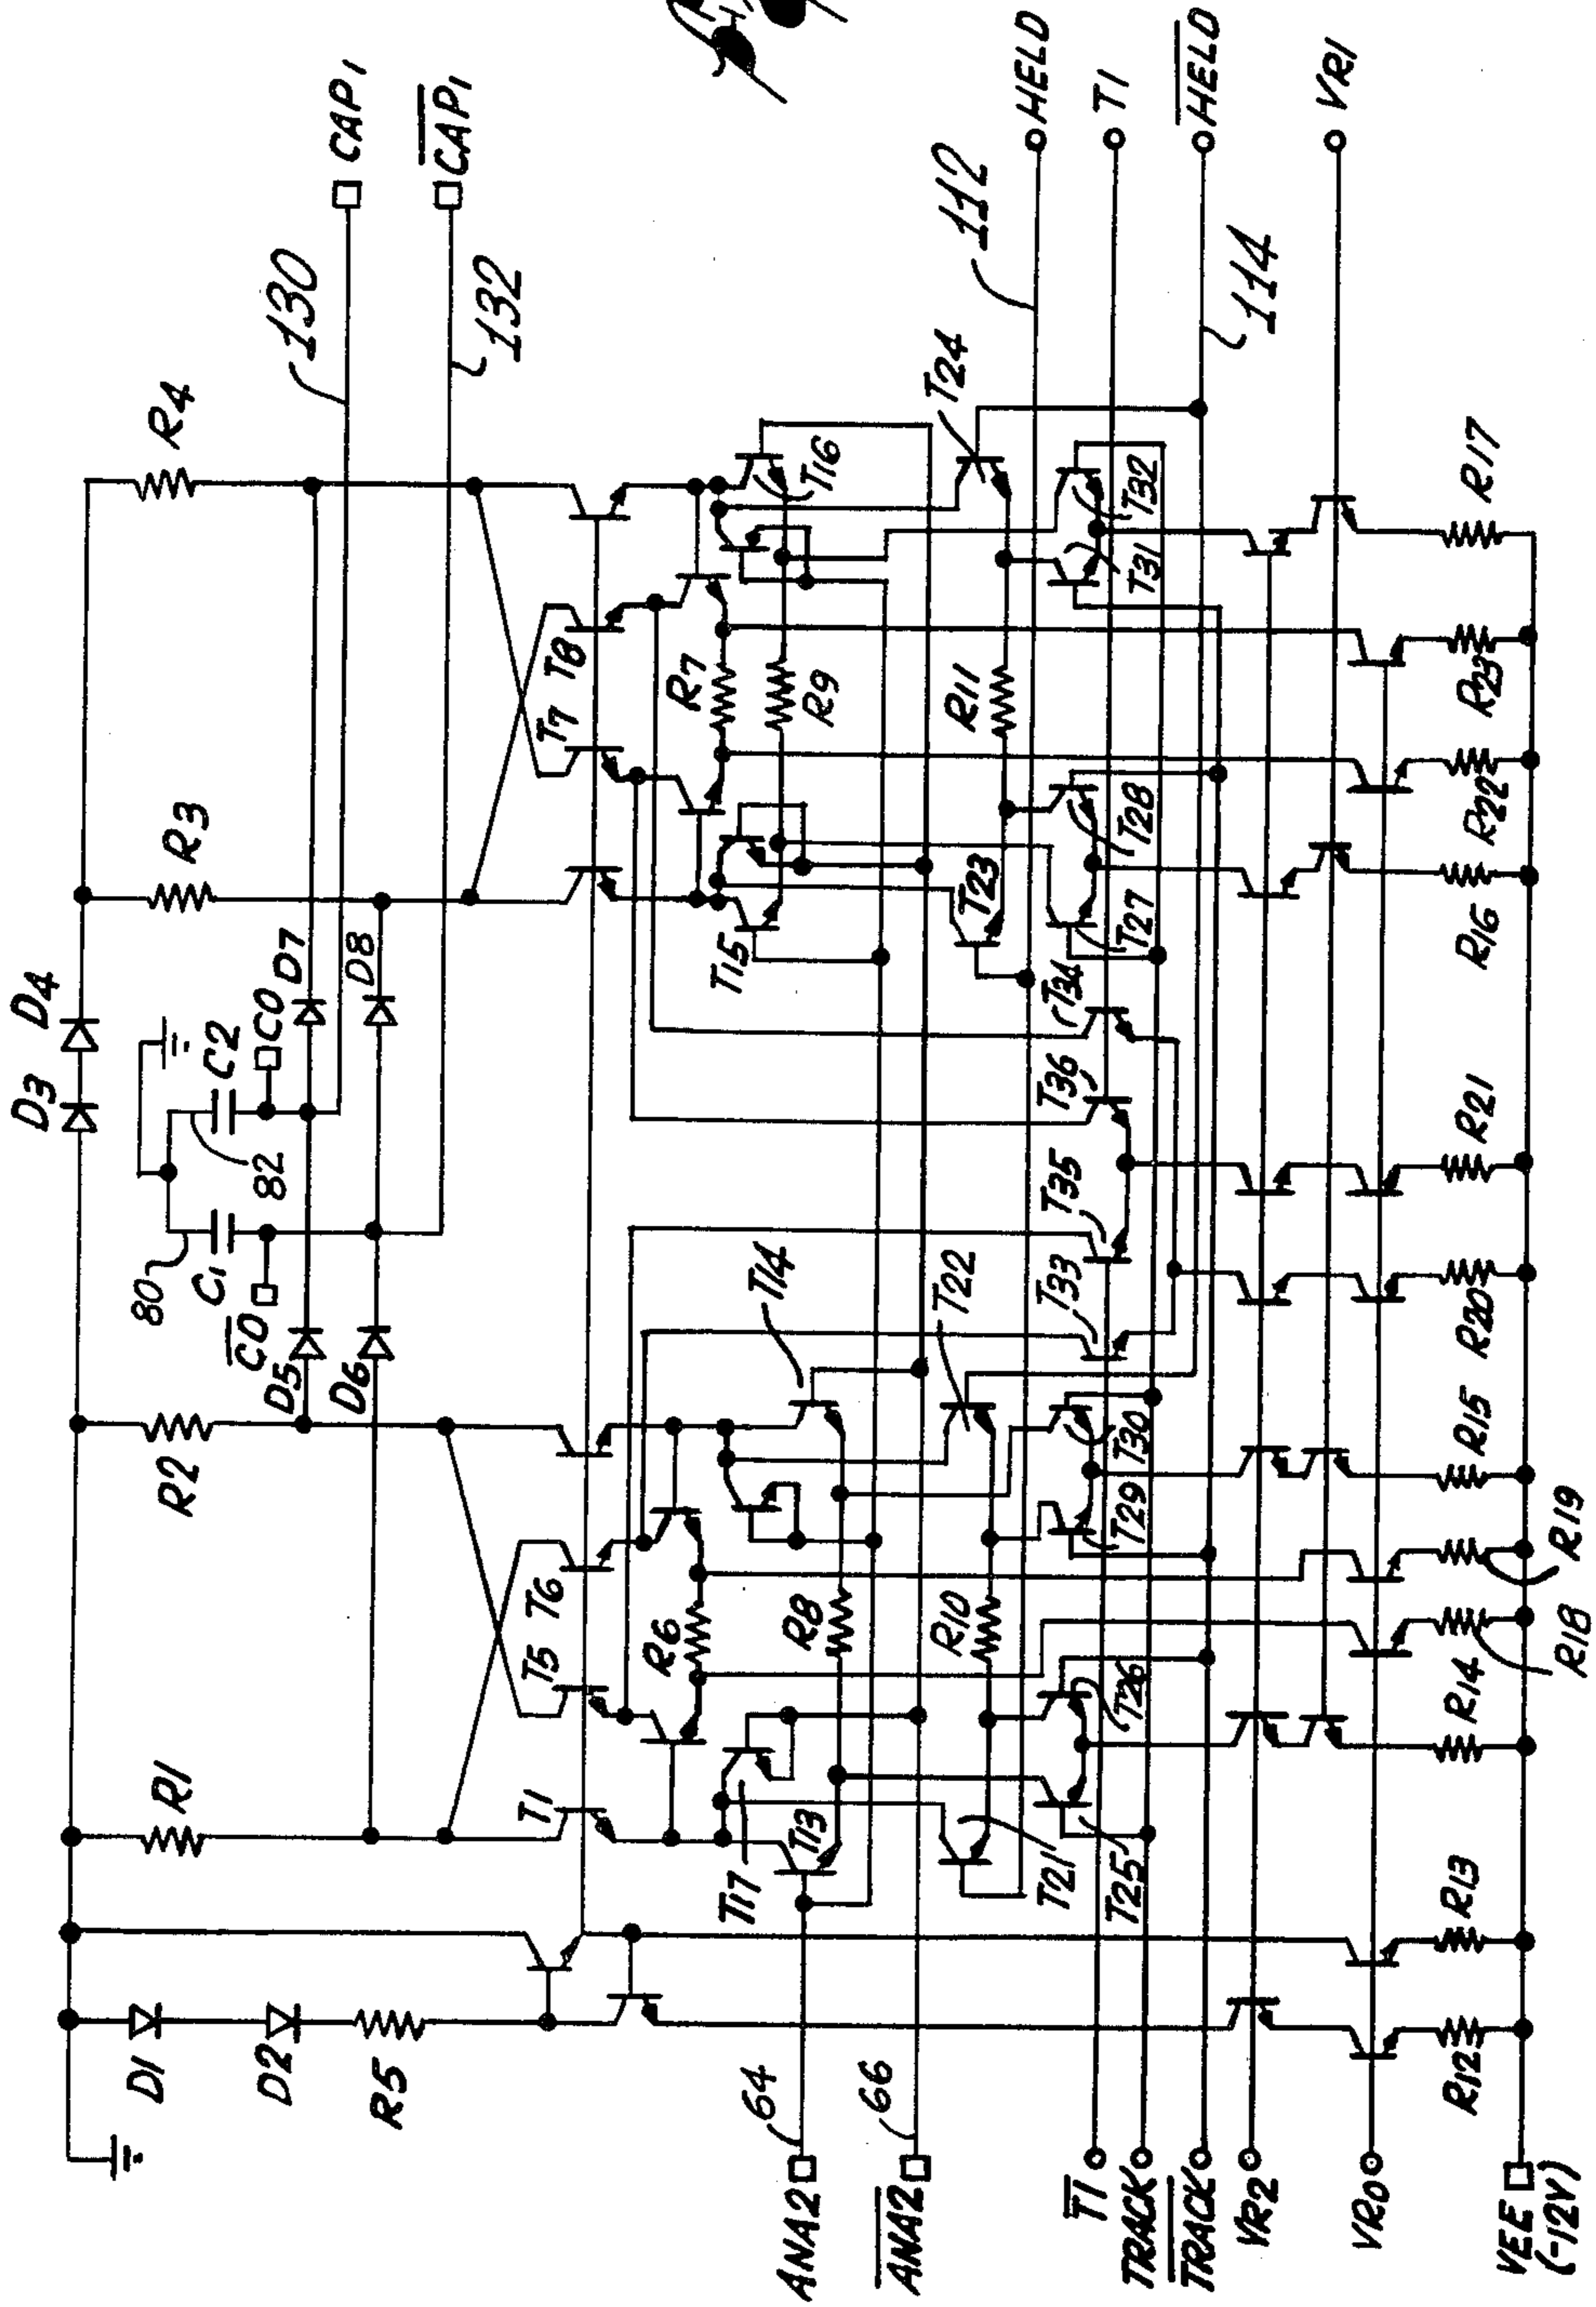 D3
D4
CAP1
CAP1
130
132
R1
R2
R3
R4
80
C1
C2
82
CO
CO
D5
D6
D7
D8
D1
D2
R5
T1
T5
T6
T7
T8
R6
R7
R8
R9
R10
R11
T17
T13
T14
T15
T16
T22
T21
T23
T24
64
66
ANA2
ANA2
T25
T26
T29
T30
T33
T35
T36
T34
T27
T28
T31
T32
112
114
HELD
T1
HELD
VR1
T1
TRACK
TRACK
VR2
VR0
VEE
(-12V)
R12
R13
R14
R18
R19
R15
R20
R21
R16
R22
R23
R17